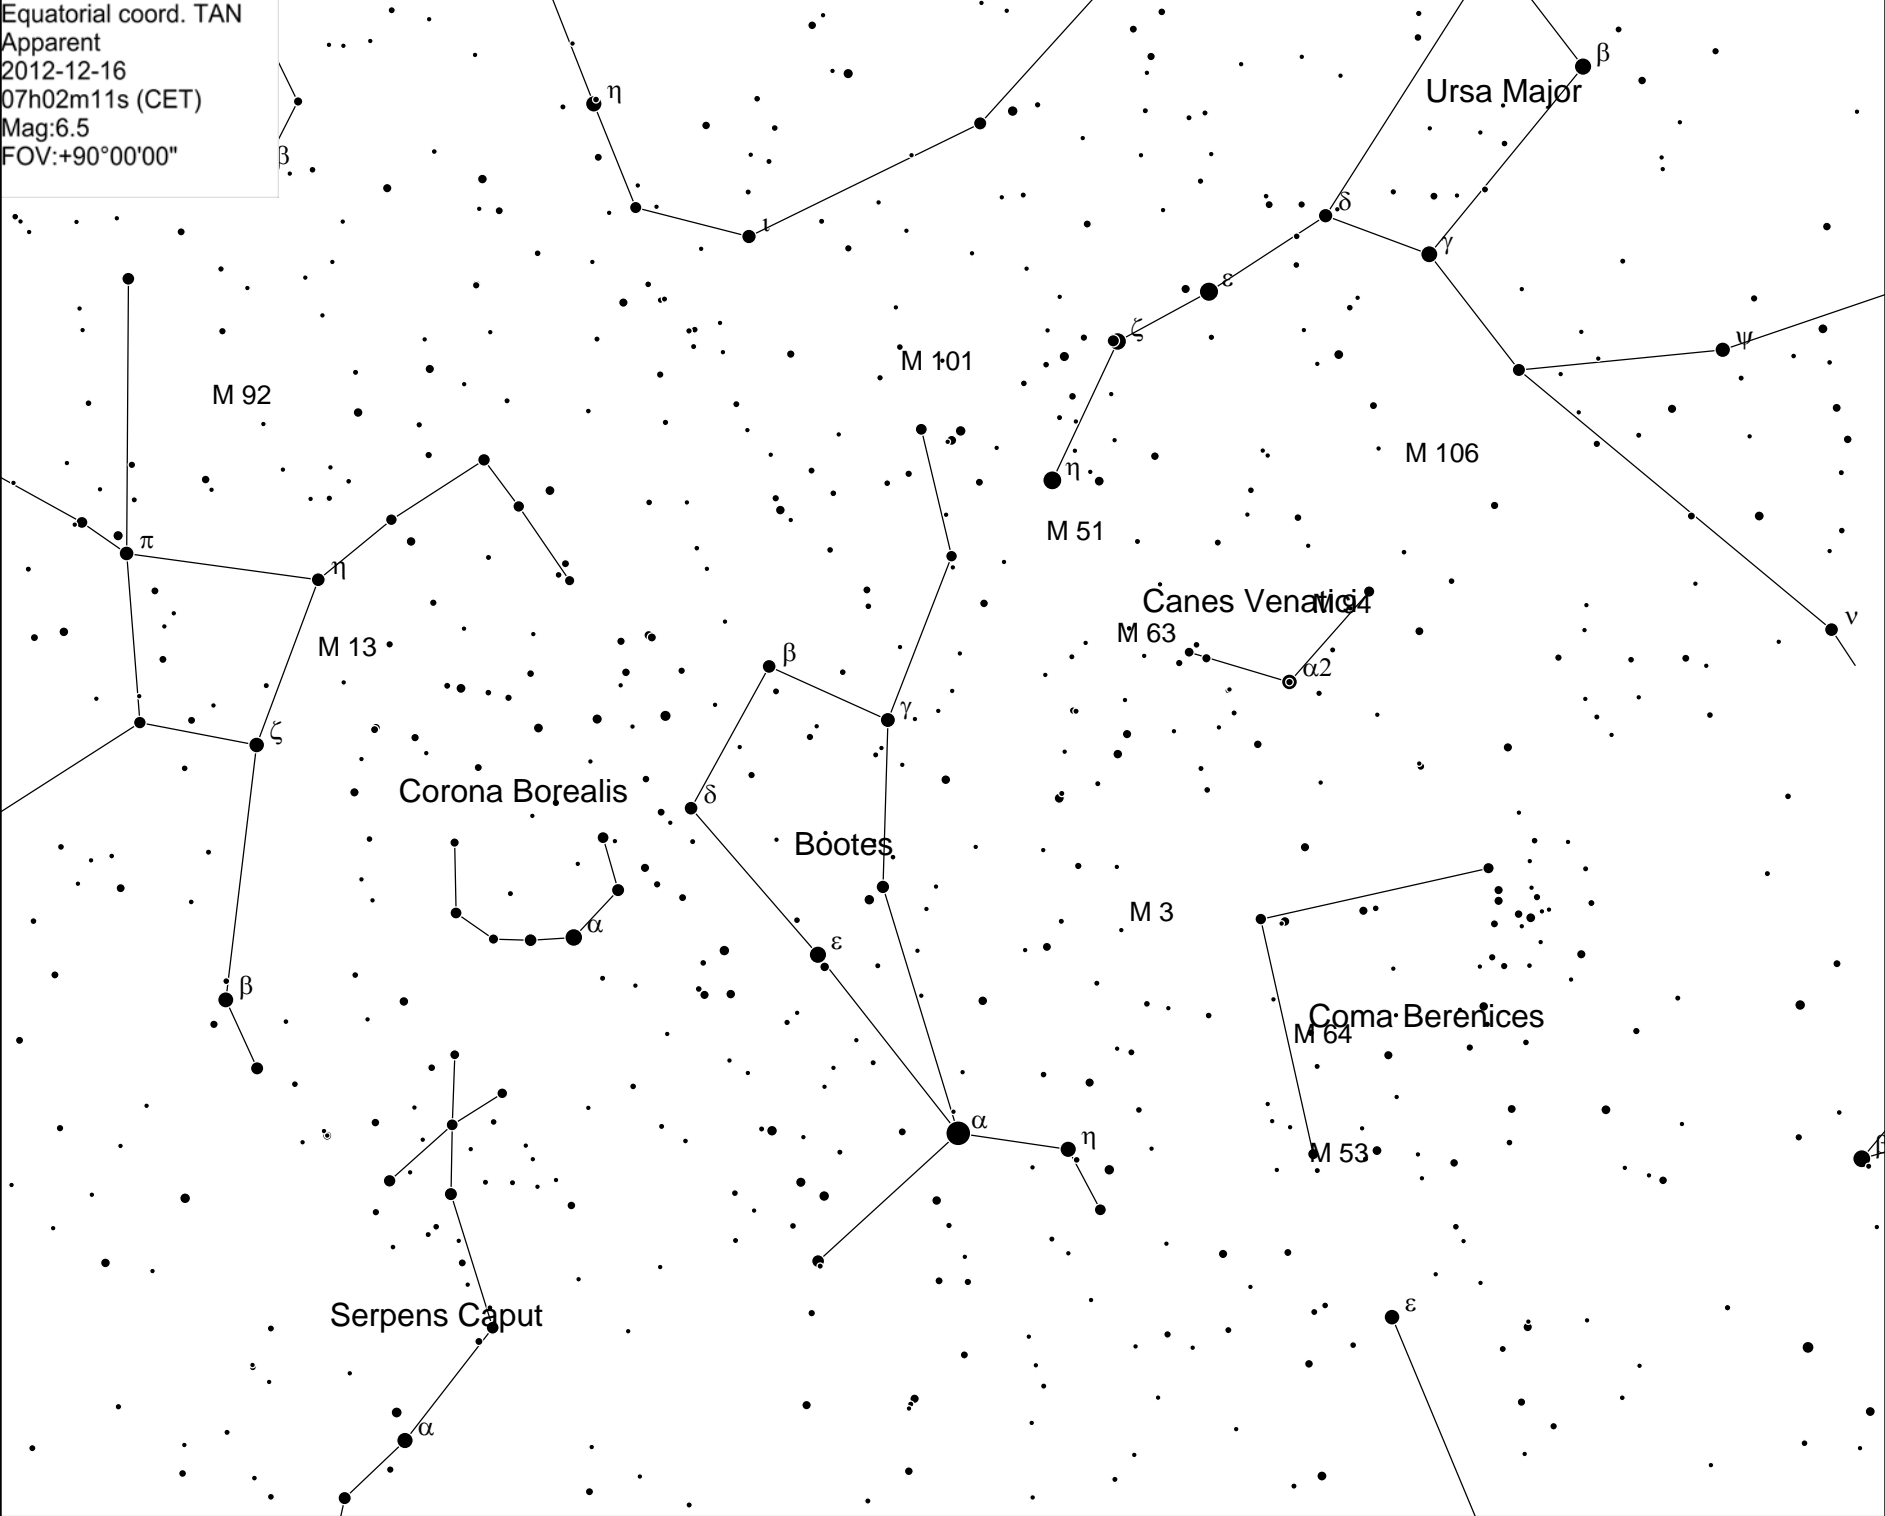 Equatorial coord. TAN
Apparent
2012-12-16
07h02m11s (CET)
Mag:6.5
FOV:+90°00'00"
β
η
ι
β
Ursa Major
δ
γ
ε
ζ
ψ
M 101
M 92
M 106
η
M 51
π
η
Canes Venatici
M 94
M 63
ν
M 13
β
α2
γ
ζ
Corona Borealis
δ
Bootes
M 3
α
ε
β
Coma Berenices
M 64
α
η
M 53
β
Serpens Caput
ε
α